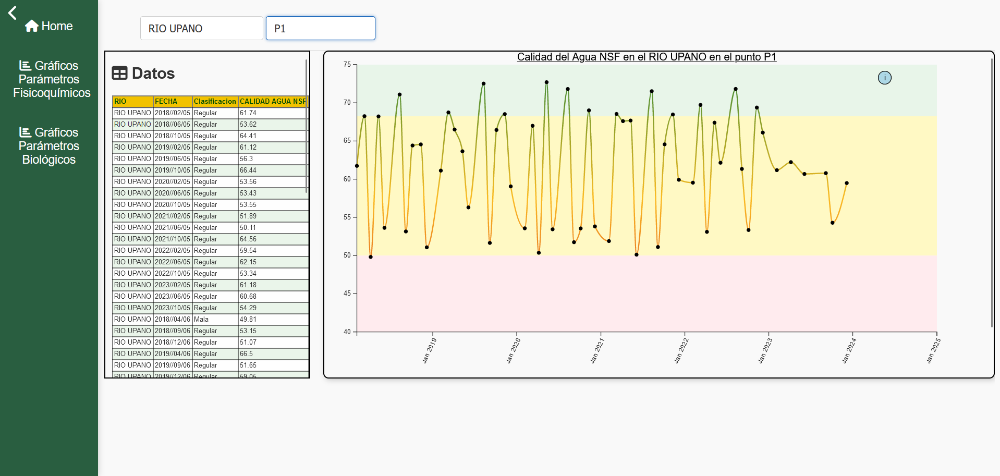 Home
Gráficos
Parámetros
Fisicoquímicos
Gráficos
Parámetros
Biológicos
RIO UPANO
P1
Datos
RIO FECHA Clasificacion CALIDAD AGUA NSF
RIO UPANO 2018//02/05 Regular 61.74
RIO UPANO 2018//06/05 Regular 53.62
RIO UPANO 2018//10/05 Regular 64.41
RIO UPANO 2019//02/05 Regular 61.12
RIO UPANO 2019//06/05 Regular 56.3
RIO UPANO 2019//10/05 Regular 66.44
RIO UPANO 2020//02/05 Regular 53.56
RIO UPANO 2020//06/05 Regular 53.43
RIO UPANO 2020//10/05 Regular 53.55
RIO UPANO 2021//02/05 Regular 51.89
RIO UPANO 2021//06/05 Regular 50.11
RIO UPANO 2021//10/05 Regular 64.56
RIO UPANO 2022//02/05 Regular 59.54
RIO UPANO 2022//06/05 Regular 62.15
RIO UPANO 2022//10/05 Regular 53.34
RIO UPANO 2023//02/05 Regular 61.18
RIO UPANO 2023//06/05 Regular 60.68
RIO UPANO 2023//10/05 Regular 54.29
RIO UPANO 2018//04/06 Mala 49.81
RIO UPANO 2018//09/06 Regular 53.15
RIO UPANO 2018//12/06 Regular 51.07
RIO UPANO 2019//04/06 Regular 66.5
RIO UPANO 2019//09/06 Regular 51.65
RIO UPANO 2019//12/06 Regular 59.05
Calidad del Agua NSF en el RIO UPANO en el punto P1
i
75
70
65
60
55
50
45
40
Jan 2019
Jan 2020
Jan 2021
Jan 2022
Jan 2023
Jan 2024
Jan 2025